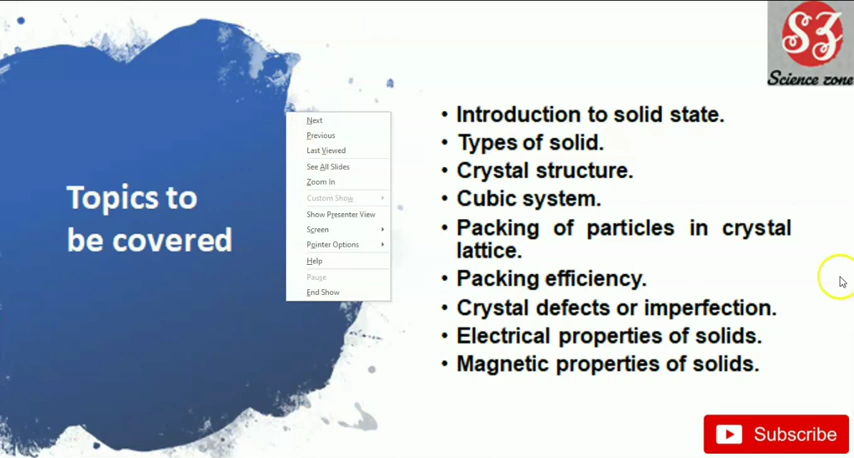 SZ
Science zone
Topics to
be covered
Next
Previous
Last Viewed
See All Slides
Zoom In
Custom Show
Show Presenter View
Screen
Pointer Options
Help
Pause
End Show
• Introduction to solid state.
• Types of solid.
• Crystal structure.
• Cubic system.
• Packing of particles in crystal
lattice.
• Packing efficiency.
• Crystal defects or imperfection.
• Electrical properties of solids.
• Magnetic properties of solids.
Subscribe